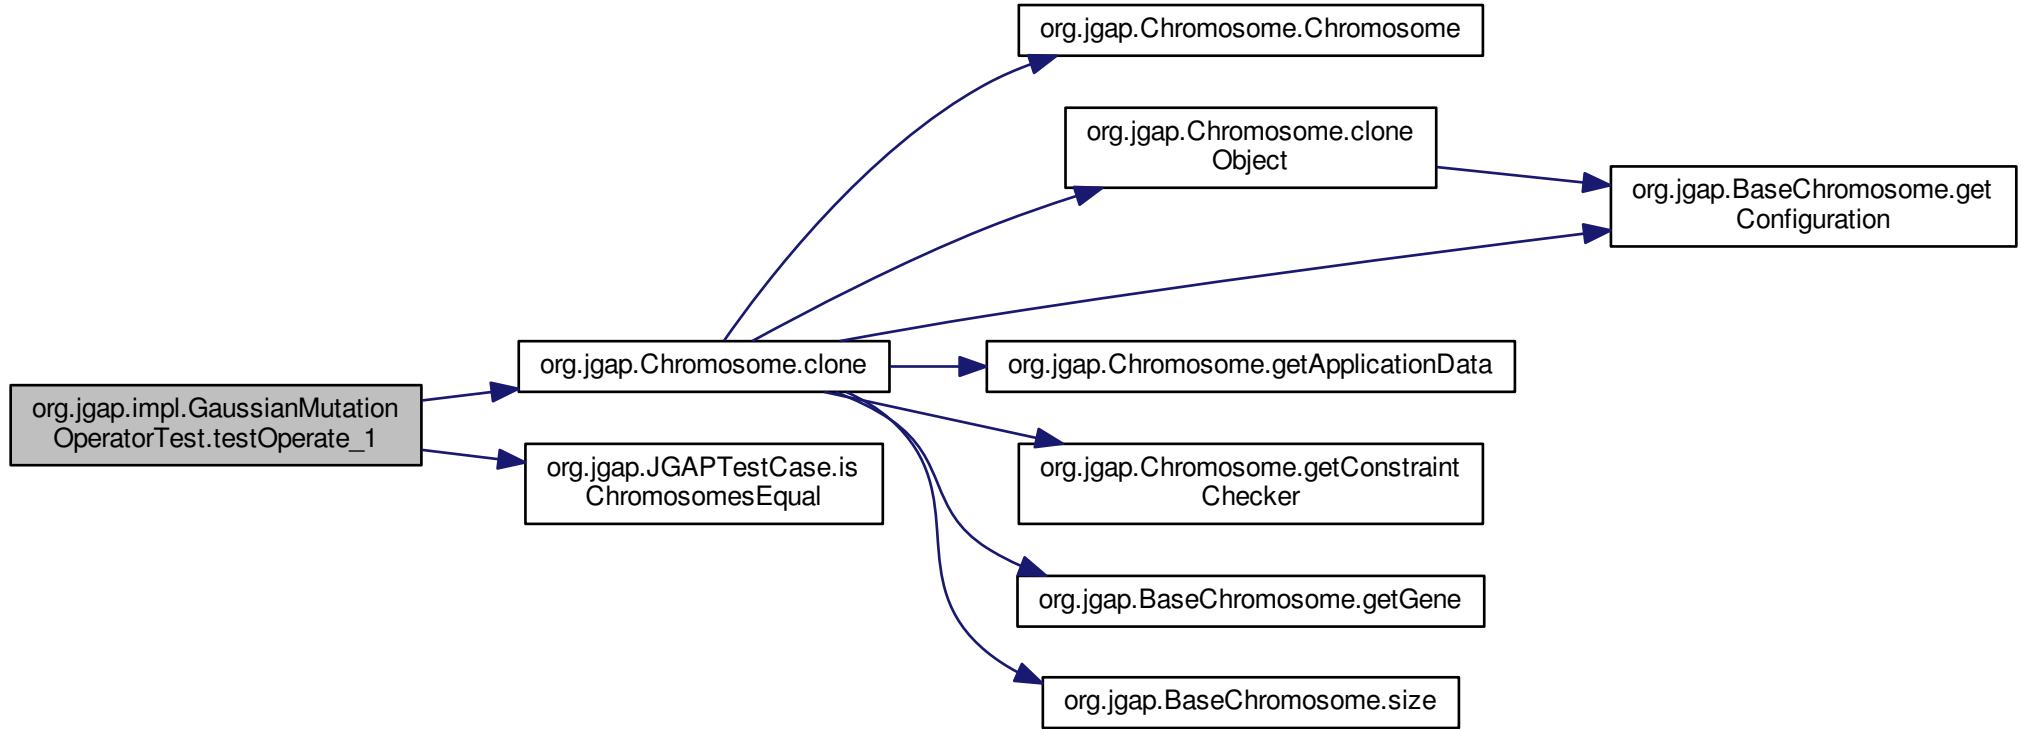 org.jgap.Chromosome.Chromosome
org.jgap.Chromosome.clone
Object
org.jgap.BaseChromosome.get
Configuration
org.jgap.Chromosome.clone
org.jgap.Chromosome.getApplicationData
org.jgap.impl.GaussianMutation
OperatorTest.testOperate_1
org.jgap.JGAPTestCase.is
ChromosomesEqual
org.jgap.Chromosome.getConstraint
Checker
org.jgap.BaseChromosome.getGene
org.jgap.BaseChromosome.size